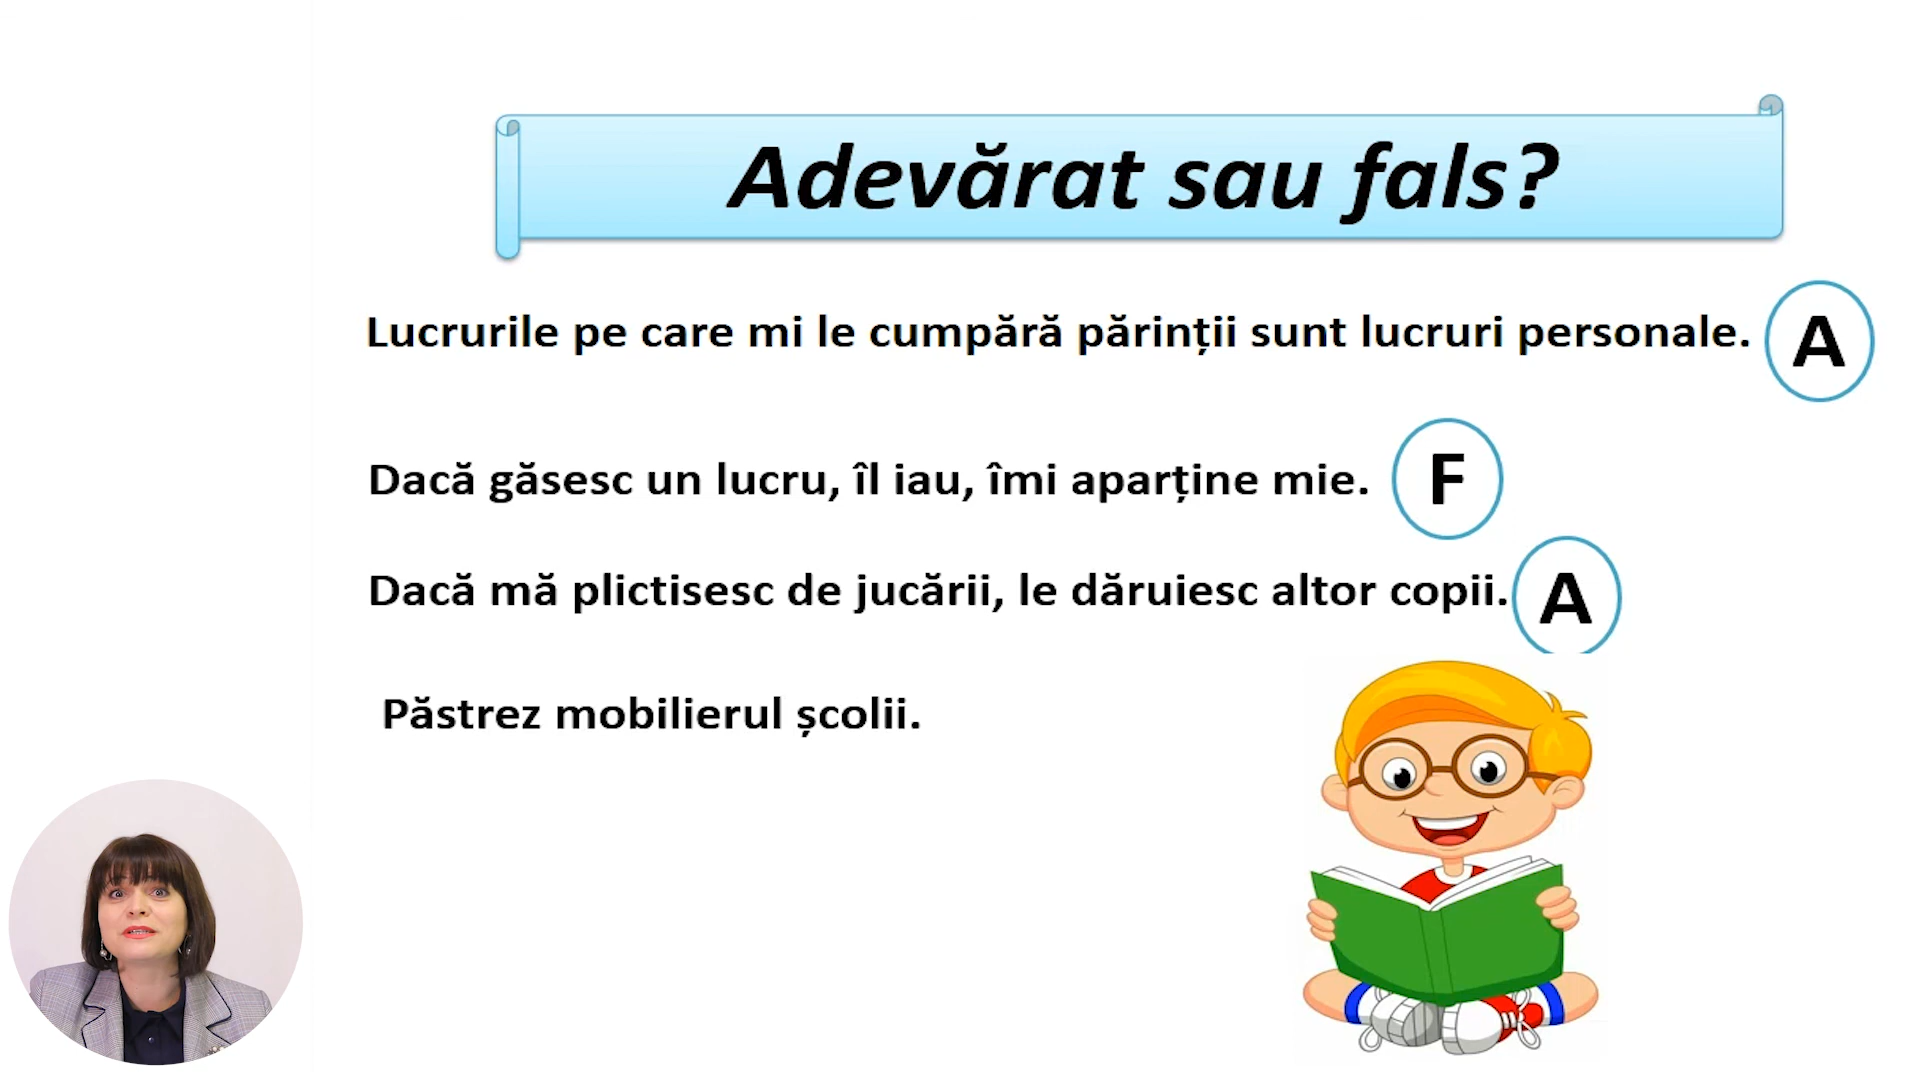 Adevărat sau fals?
Lucrurile pe care mi le cumpără părinții sunt lucruri personale. A
Dacă găsesc un lucru, îl iau, îmi aparține mie. F
Dacă mă plictisesc de jucării, le dăruiesc altor copii. A
Păstrez mobilierul școlii.